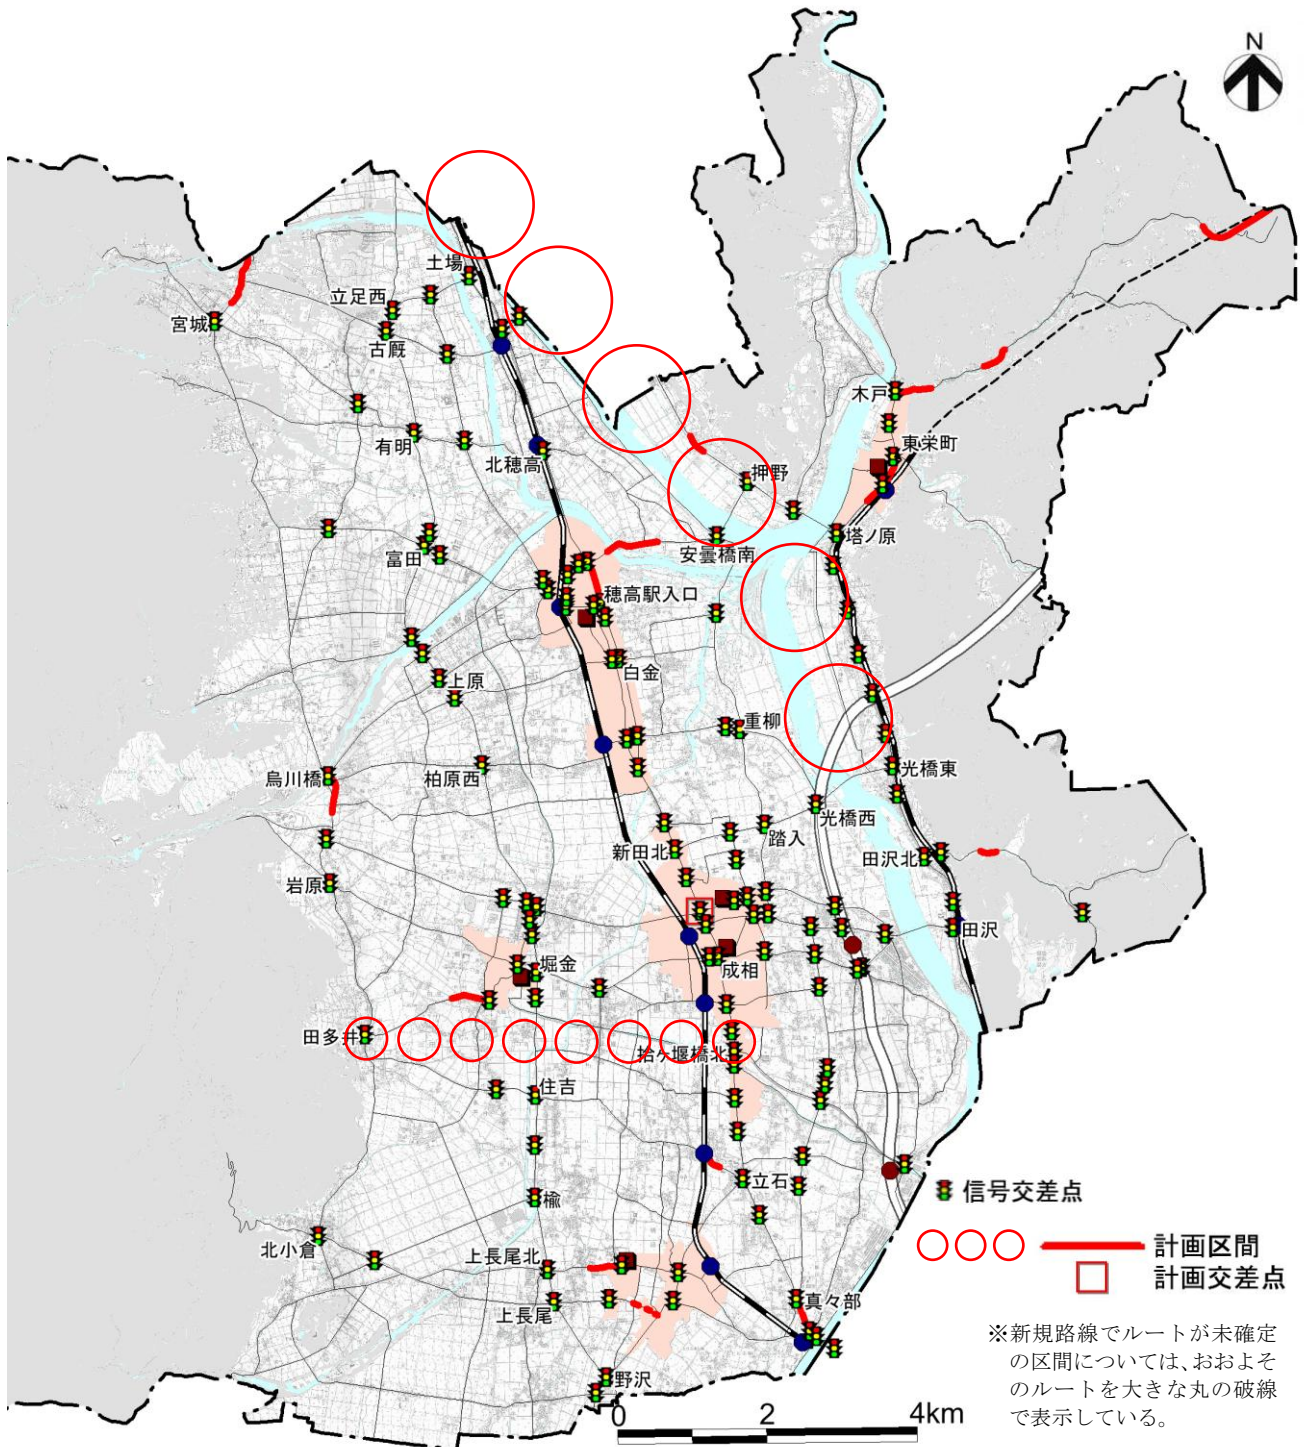 N
土場
立足西
宮城
古厩
木戸
有明
東栄町
北穂高
押野
塔ノ原
安曇橋南
富田
穂高駅入口
白金
上原
重柳
烏川橋
柏原西
光橋東
光橋西
踏入
新田北
田沢北
岩原
田沢
堀金
成相
田多井
拾ヶ堰橋北
住吉
立石
信号交差点
楡
北小倉
上長尾北
計画区間
計画交差点
上長尾
真々部
※新規路線でルートが未確定
の区間については、おおよそ
のルートを大きな丸の破線
で表示している。
野沢
0 2 4km